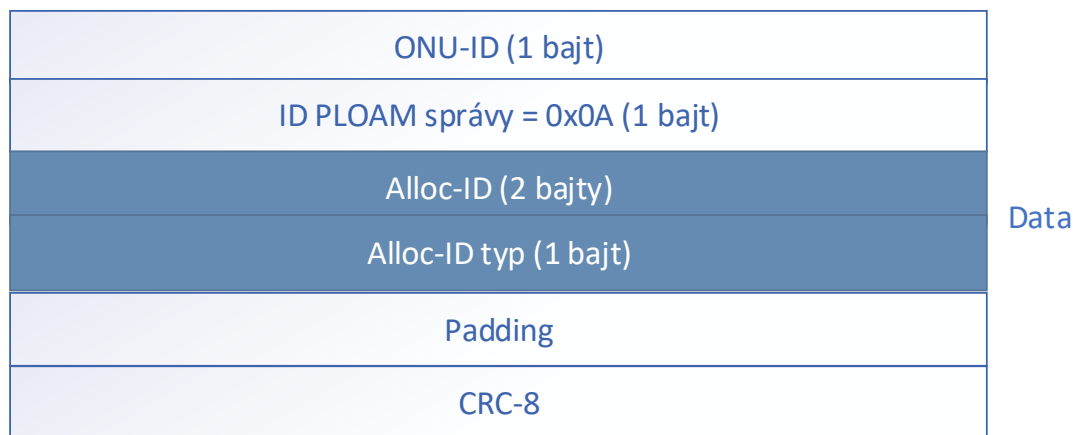 ONU-ID (1 bajt)
ID PLOAM správy = 0x0A (1 bajt)
Alloc-ID (2 bajty)
Data
Alloc-ID typ (1 bajt)
Padding
CRC-8